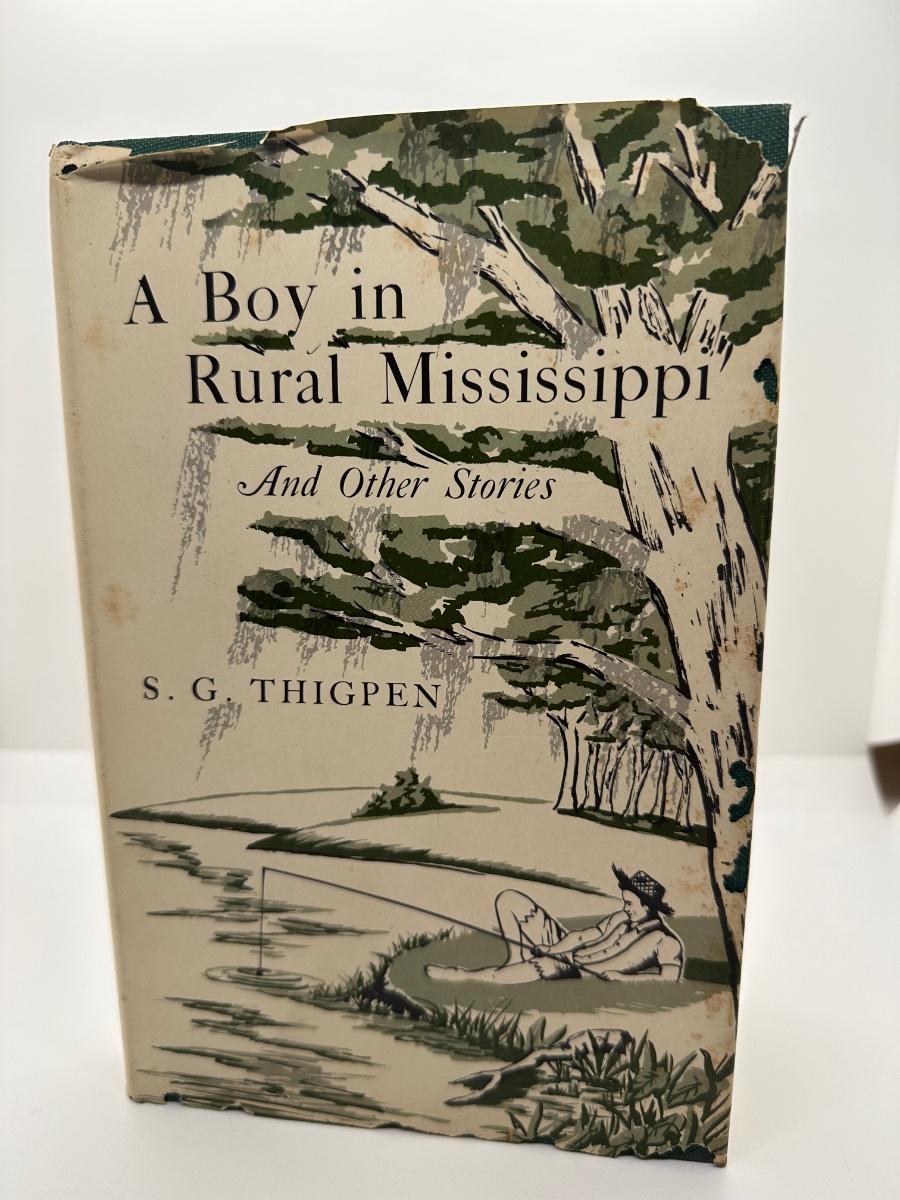 A Boy in
Rural Mississippi
And Other Stories
S. G. THIGPEN